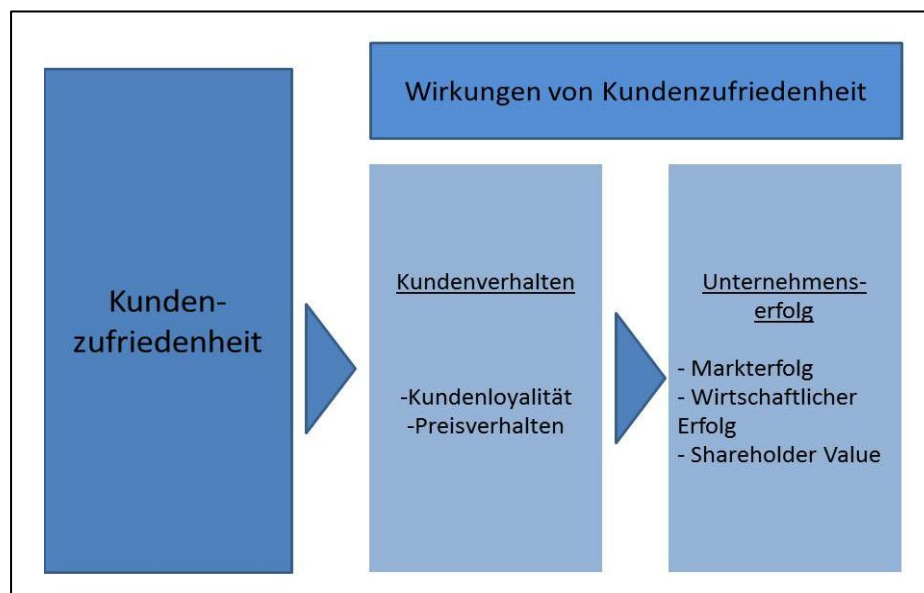 Wirkungen von Kundenzufriedenheit
Kunden-
zufriedenheit
Kundenverhalten
-Kundenloyalität
-Preisverhalten
Unternehmens-
erfolg
- Markterfolg
- Wirtschaftlicher
Erfolg
- Shareholder Value